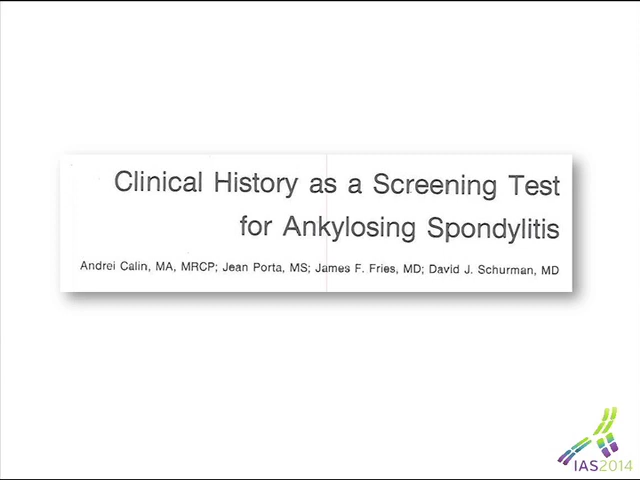 Clinical History as a Screening Test
for Ankylosing Spondylitis
Andrei Calin, MA, MRCP; Jean Porta, MS; James F. Fries, MD; David J. Schurman, MD
IAS2014